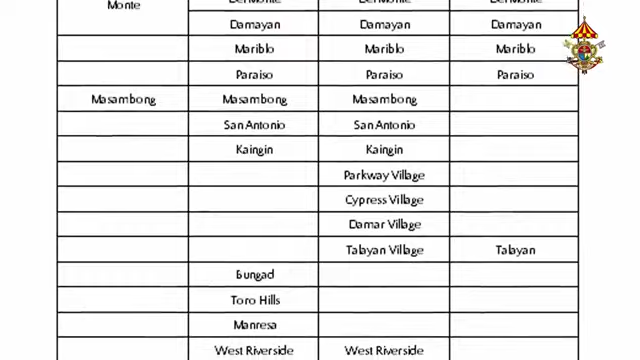 Monte
Damayan Damayan Damayan
Mariblo Mariblo Mariblo
Paraiso Paraiso Paraiso
Masambong Masambong Masambong
San Antonio San Antonio
Kaingin Kaingin
Parkway Village
Cypress Village
Damar Village
Talayan Village Talayan
Bungad
Toro Hills
Manresa
West Riverside West Riverside